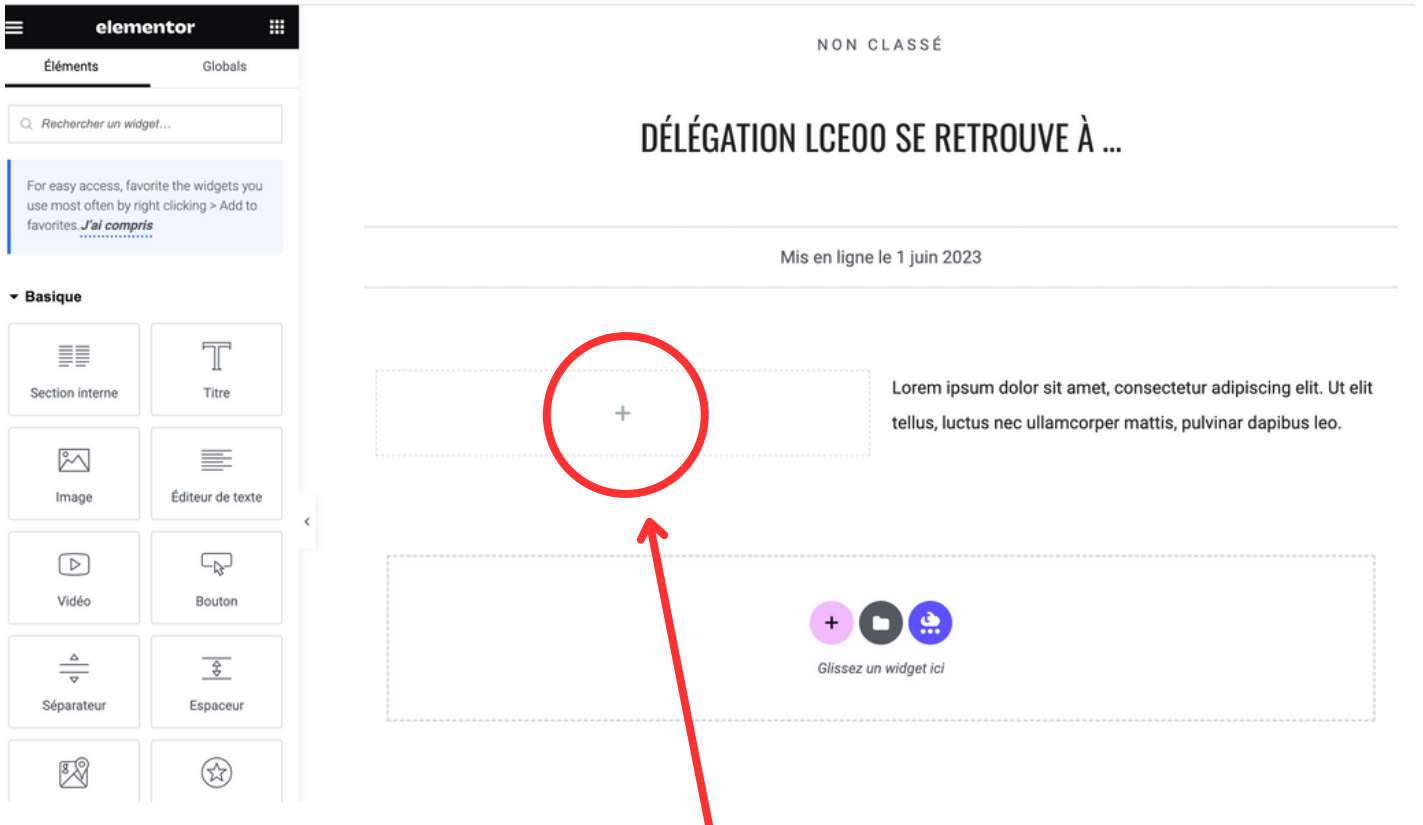 elementor
Éléments
Globals
Rechercher un widget...
For easy access, favorite the widgets you
use most often by right clicking > Add to
favorites. J'ai compris
Basique
Section interne
Titre
Image
Éditeur de texte
Vidéo
Bouton
Séparateur
Espaceur
NON CLASSÉ
DÉLÉGATION LCE00 SE RETROUVE À ...
Mis en ligne le 1 juin 2023
Lorem ipsum dolor sit amet, consectetur adipiscing elit. Ut elit
tellus, luctus nec ullamcorper mattis, pulvinar dapibus leo.
Glissez un widget ici